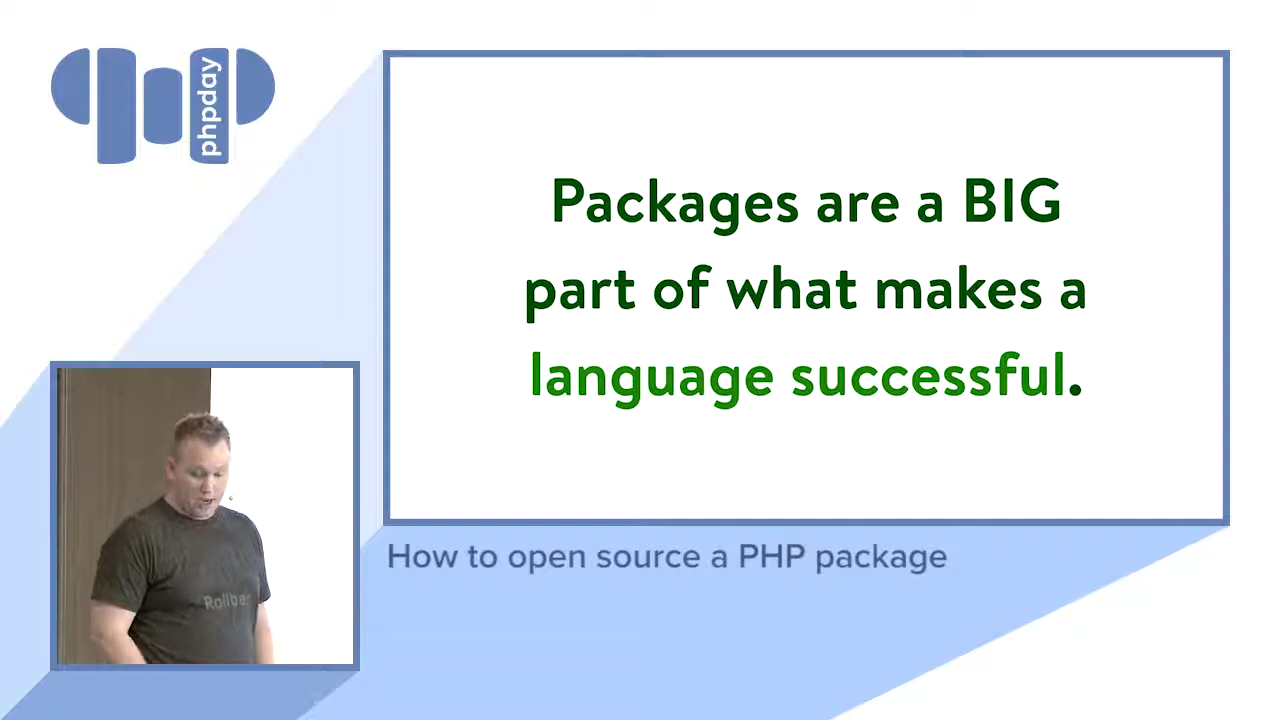 phpday
Packages are a BIG
part of what makes a
language successful.
How to open source a PHP package
Rollbar